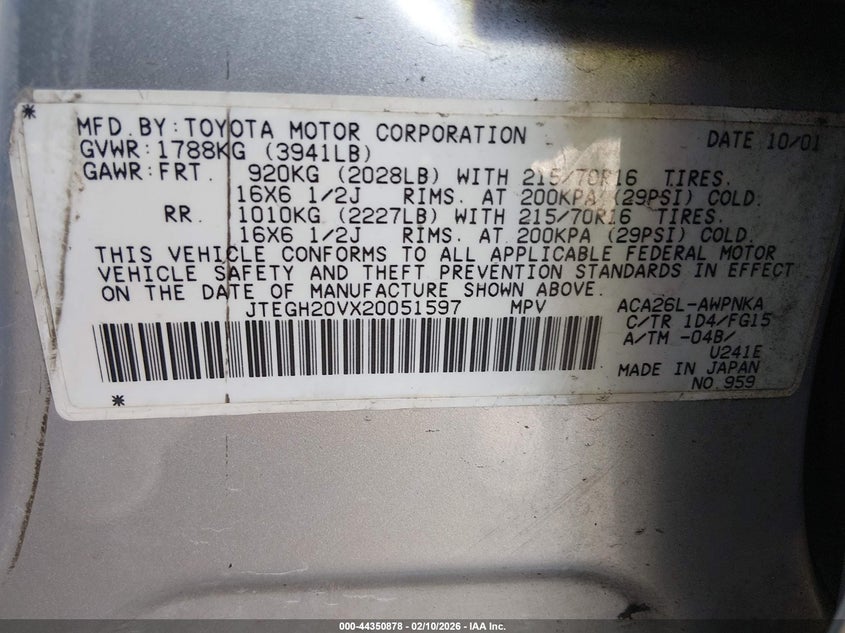 MFD.BY:TOYOTA MOTOR CORPORATION DATE 10/01
GVWR:1788KG (3941LB)
GAWR:FRT. 920KG (2028LB) WITH 215/70R16 TIRES.
16X6 1/2J RIMS. AT 200KPA (29PSI) COLD.
RR. 1010KG (2227LB) WITH 215/70R16 TIRES.
16X6 1/2J RIMS. AT 200KPA (29PSI) COLD.
THIS VEHICLE CONFORMS TO ALL APPLICABLE FEDERAL MOTOR
VEHICLE SAFETY AND THEFT PREVENTION STANDARDS IN EFFECT
ON THE DATE OF MANUFACTURE SHOWN ABOVE.
JTEGH20VX20051597 MPV ACA26L-AWPNKA
C/TR 1D4/FG15
A/TM -04B/
U241E
MADE IN JAPAN
NO.959
000-44350878 - 02/10/2026 - IAA Inc.